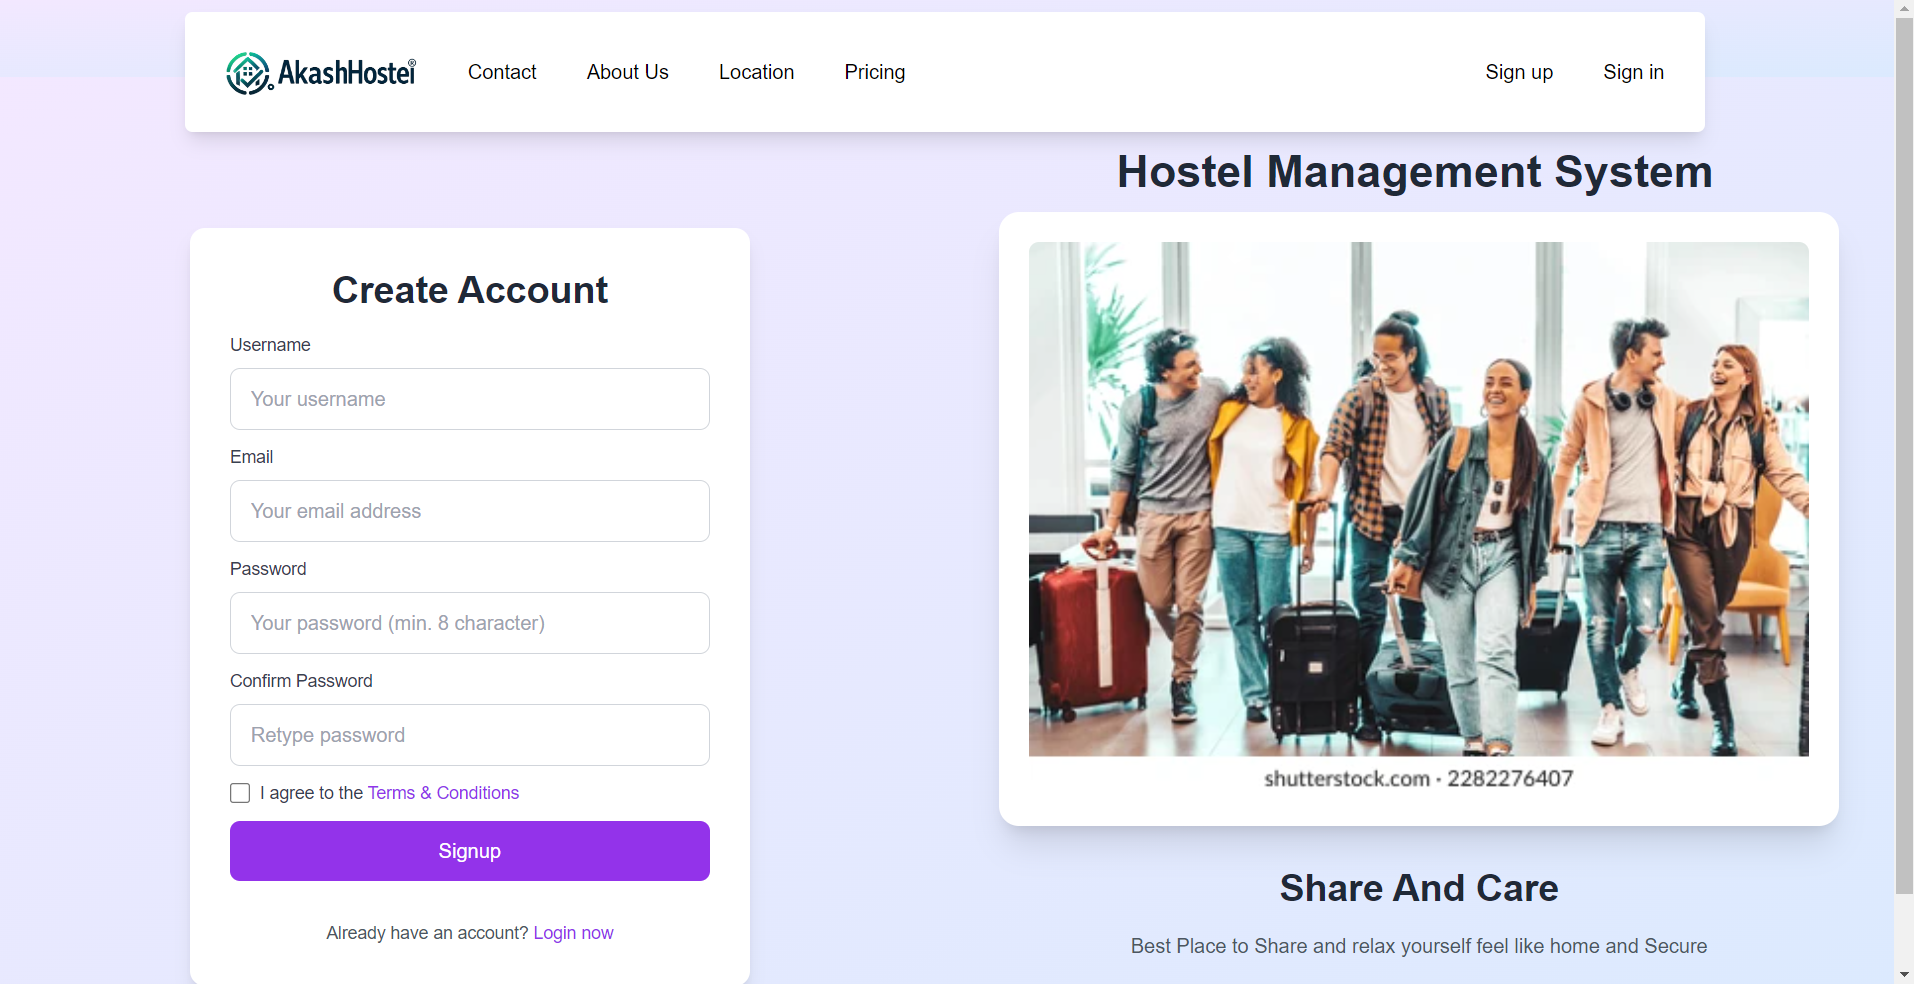 AkashHostel®
Contact
About Us
Location
Pricing
Sign up
Sign in
Hostel Management System
Create Account
Username
Your username
Email
Your email address
Password
Your password (min. 8 character)
Confirm Password
Retype password
I agree to the Terms & Conditions
Signup
Already have an account? Login now
shutterstock.com · 2282276407
Share And Care
Best Place to Share and relax yourself feel like home and Secure